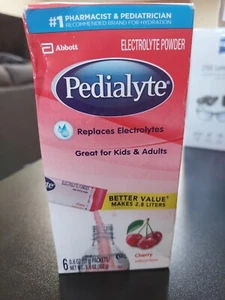 #1 PHARMACIST & PEDIATRICIAN
RECOMMENDED BRAND FOR HYDRATION
Abbott
ELECTROLYTE POWDER
Pedialyte®
Replaces Electrolytes
Great for Kids & Adults
BETTER VALUE†
MAKES 2.8 LITERS
Cherry
6
PACKETS